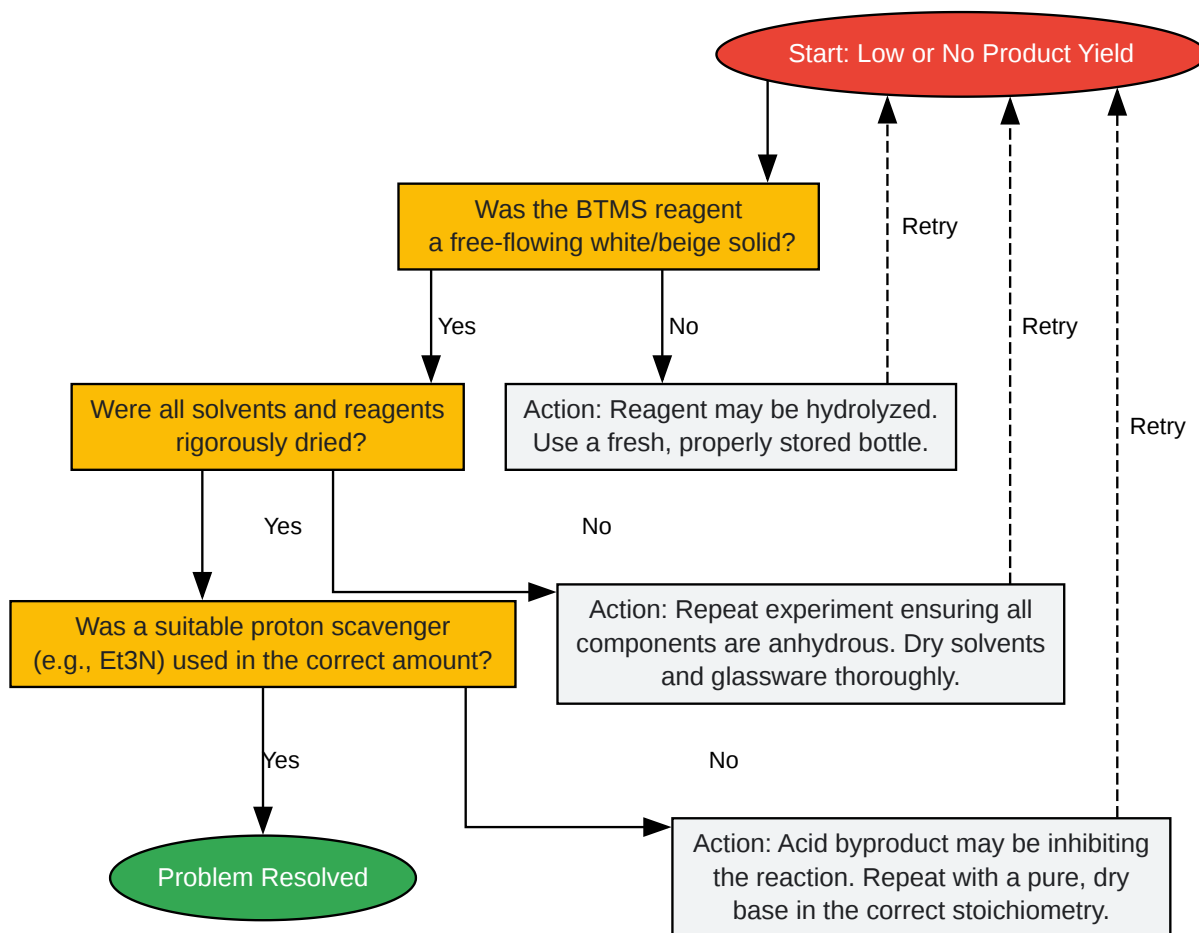 Start: Low or No Product Yield
Was the BTMS reagent
a free-flowing white/beige solid?
Retry
Yes
No
Retry
Were all solvents and reagents
rigorously dried?
Action: Reagent may be hydrolyzed.
Use a fresh, properly stored bottle.
Retry
Yes
No
Was a suitable proton scavenger
(e.g., Et3N) used in the correct amount?
Action: Repeat experiment ensuring all
components are anhydrous. Dry solvents
and glassware thoroughly.
Yes
No
Problem Resolved
Action: Acid byproduct may be inhibiting
the reaction. Repeat with a pure, dry
base in the correct stoichiometry.